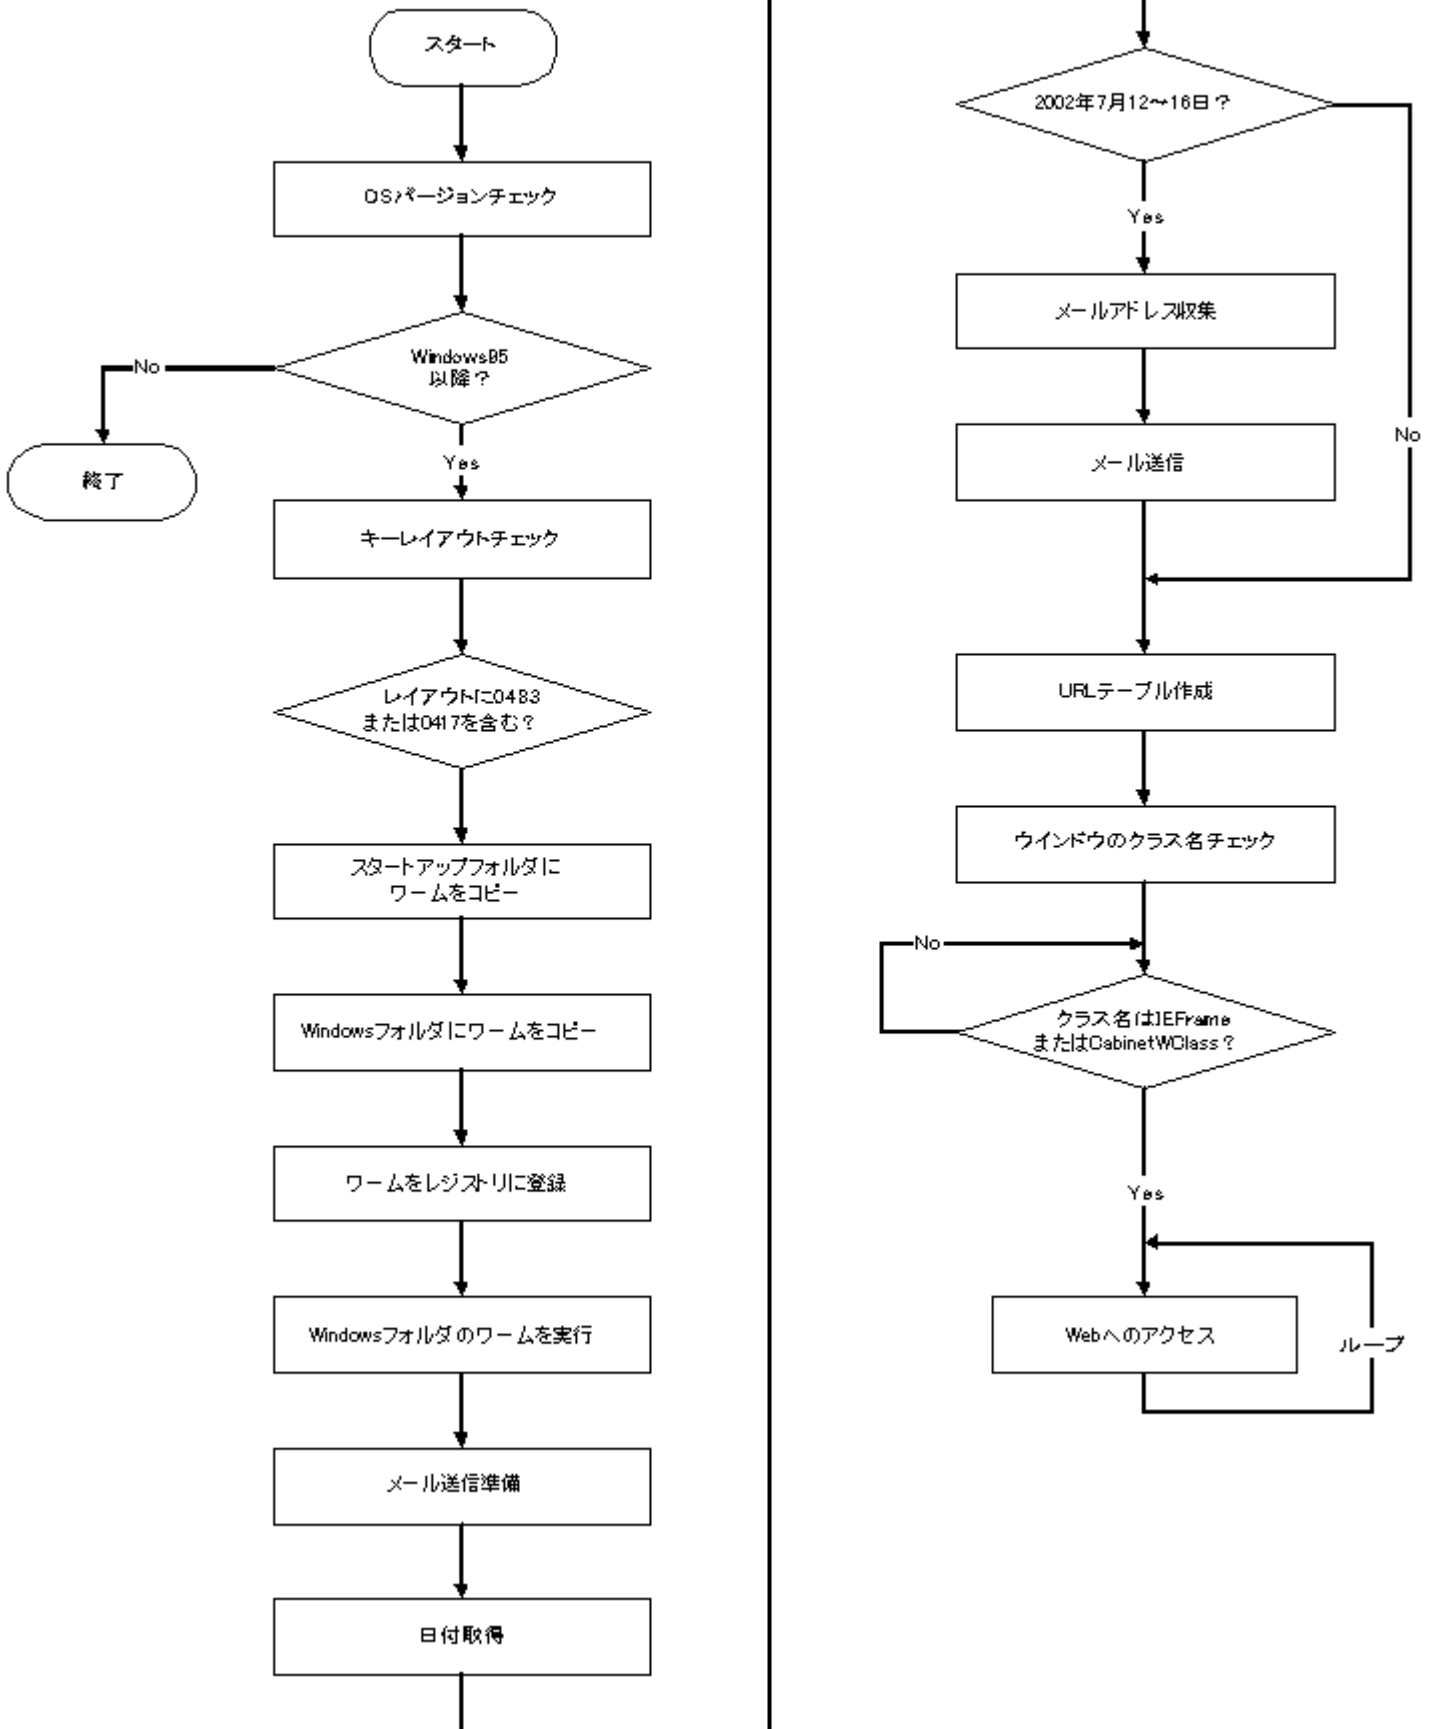 スタート
OSバージョンチェック
Windows95
以降？
No
終了
Yes
キーレイアウトチェック
レイアウトに0483
または0417を含む？
スタートアップフォルダに
ワームをコピー
Windowsフォルダにワームをコピー
ワームをレジストリに登録
Windowsフォルダのワームを実行
メール送信準備
日付取得
2002年7月12～16日？
Yes
No
メールアドレス収集
メール送信
URLテーブル作成
ウインドウのクラス名チェック
No
クラス名はIEFrame
またはCabinetWClass？
Yes
Webへのアクセス
ループ